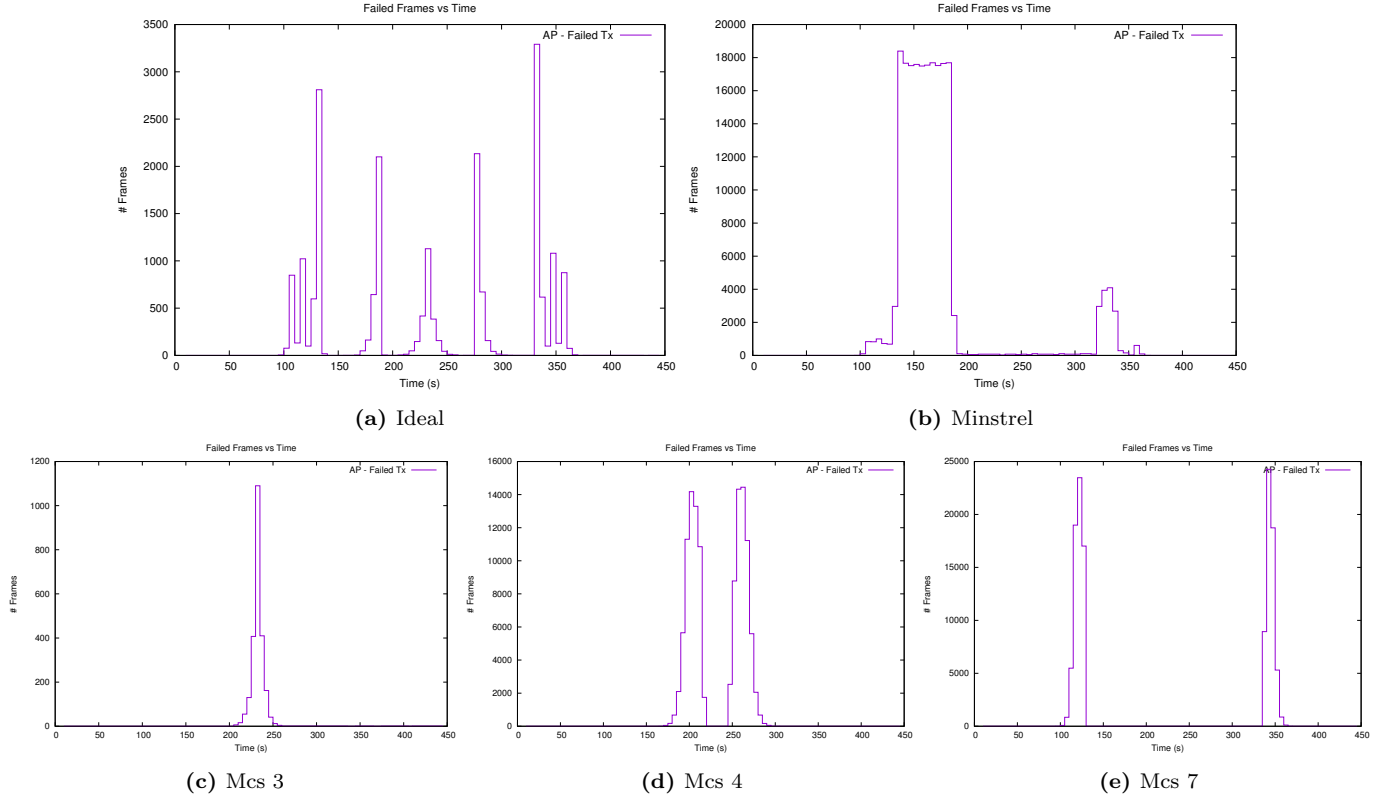 Failed Frames vs Time
AP - Failed Tx
# Frames
3500
3000
2500
2000
1500
1000
500
0
0 50 100 150 200 250 300 350 400 450
Time (s)
(a) Ideal
Failed Frames vs Time
AP - Failed Tx
# Frames
20000
18000
16000
14000
12000
10000
8000
6000
4000
2000
0
0 50 100 150 200 250 300 350 400 450
Time (s)
(b) Minstrel
Failed Frames vs Time
AP - Failed Tx
# Frames
1200
1000
800
600
400
200
0
0 50 100 150 200 250 300 350 400 450
Time (s)
(c) Mcs 3
Failed Frames vs Time
AP - Failed Tx
# Frames
16000
14000
12000
10000
8000
6000
4000
2000
0
0 50 100 150 200 250 300 350 400 450
Time (s)
(d) Mcs 4
Failed Frames vs Time
AP - Failed Tx
# Frames
25000
20000
15000
10000
5000
0
0 50 100 150 200 250 300 350 400 450
Time (s)
(e) Mcs 7